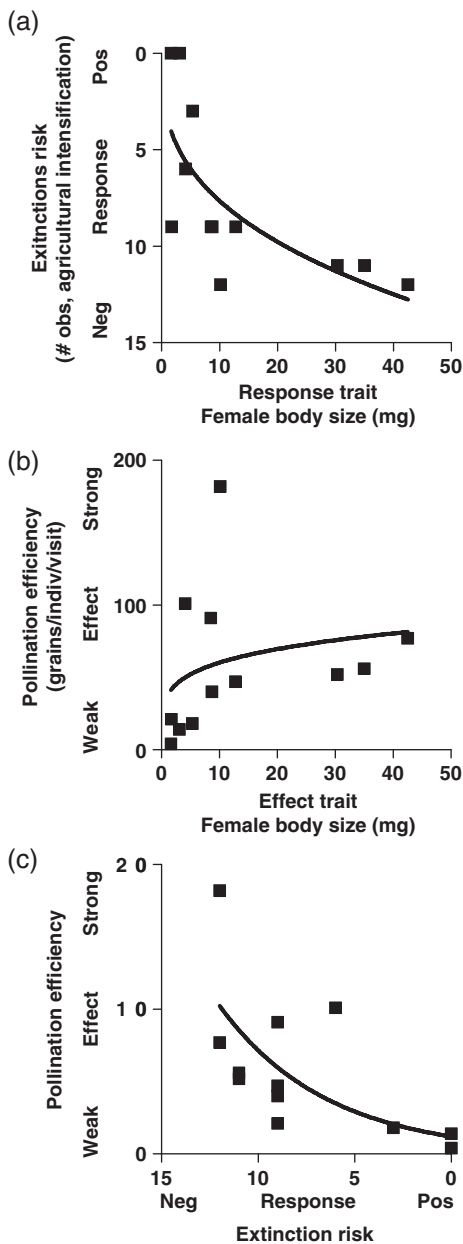 (a)
Exitnctions risk
(# obs, agricultural intensification)
Neg Response Pos
0
5
10
15
0 10 20 30 40 50
Response trait
Female body size (mg)
(b)
Pollination efficiency
(grains/indiv/visit)
Weak Effect Strong
200
100
0
0 10 20 30 40 50
Effect trait
Female body size (mg)
(c)
Pollination efficiency
Weak Effect Strong
2 0
1 0
0
15 10 5 0
Neg Response Pos
Extinction risk